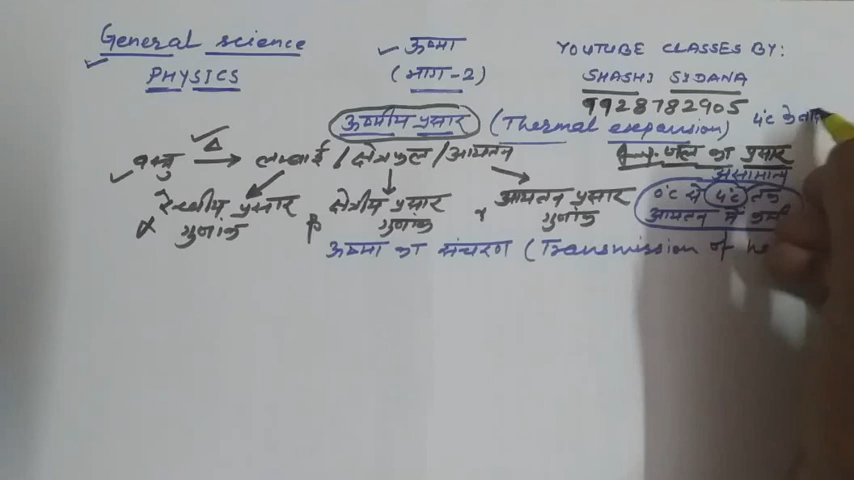 General science
PHYSICS
ऊष्मा
(भाग-2)
YOUTUBE CLASSES BY:
SHASHI SIDANA
9928782905
ऊष्मीय प्रसार (Thermal expansion)
4°C के बाद
वस्तु Δ → लम्बाई / क्षेत्रफल / आयतन
जल का प्रसार
असामान्य
रेखीय प्रसार गुणांक α
क्षेत्रीय प्रसार गुणांक β
आयतन प्रसार गुणांक γ
0°C से 4°C तक
आयतन में कमी
ऊष्मा का संचरण (Transmission of he